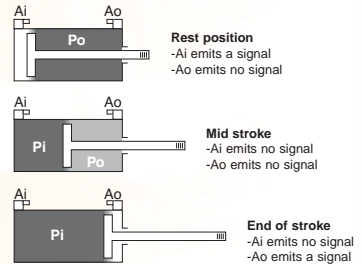 Ai Ao
Po
Rest position
-Ai emits a signal
-Ao emits no signal
Ai Ao
Pi
Po
Mid stroke
-Ai emits no signal
-Ao emits no signal
Ai Ao
Pi
End of stroke
-Ai emits no signal
-Ao emits a signal